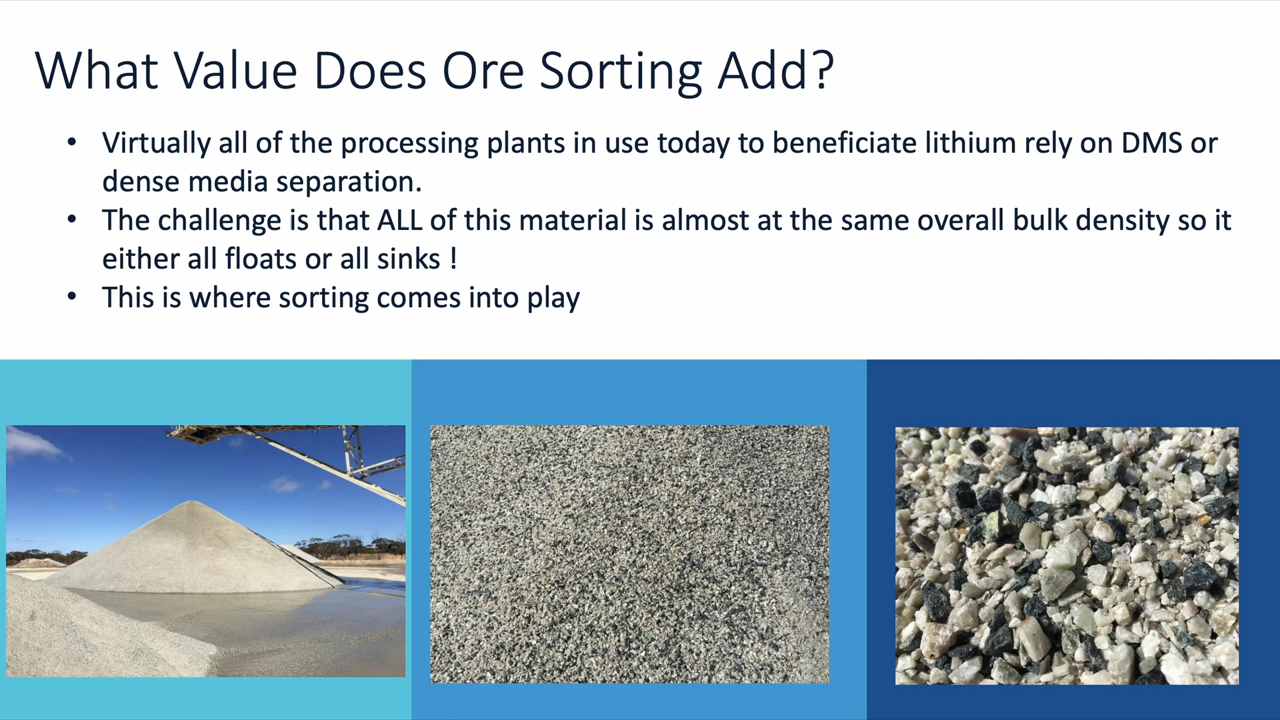 What Value Does Ore Sorting Add?
• Virtually all of the processing plants in use today to beneficiate lithium rely on DMS or
dense media separation.
• The challenge is that ALL of this material is almost at the same overall bulk density so it
either all floats or all sinks !
• This is where sorting comes into play